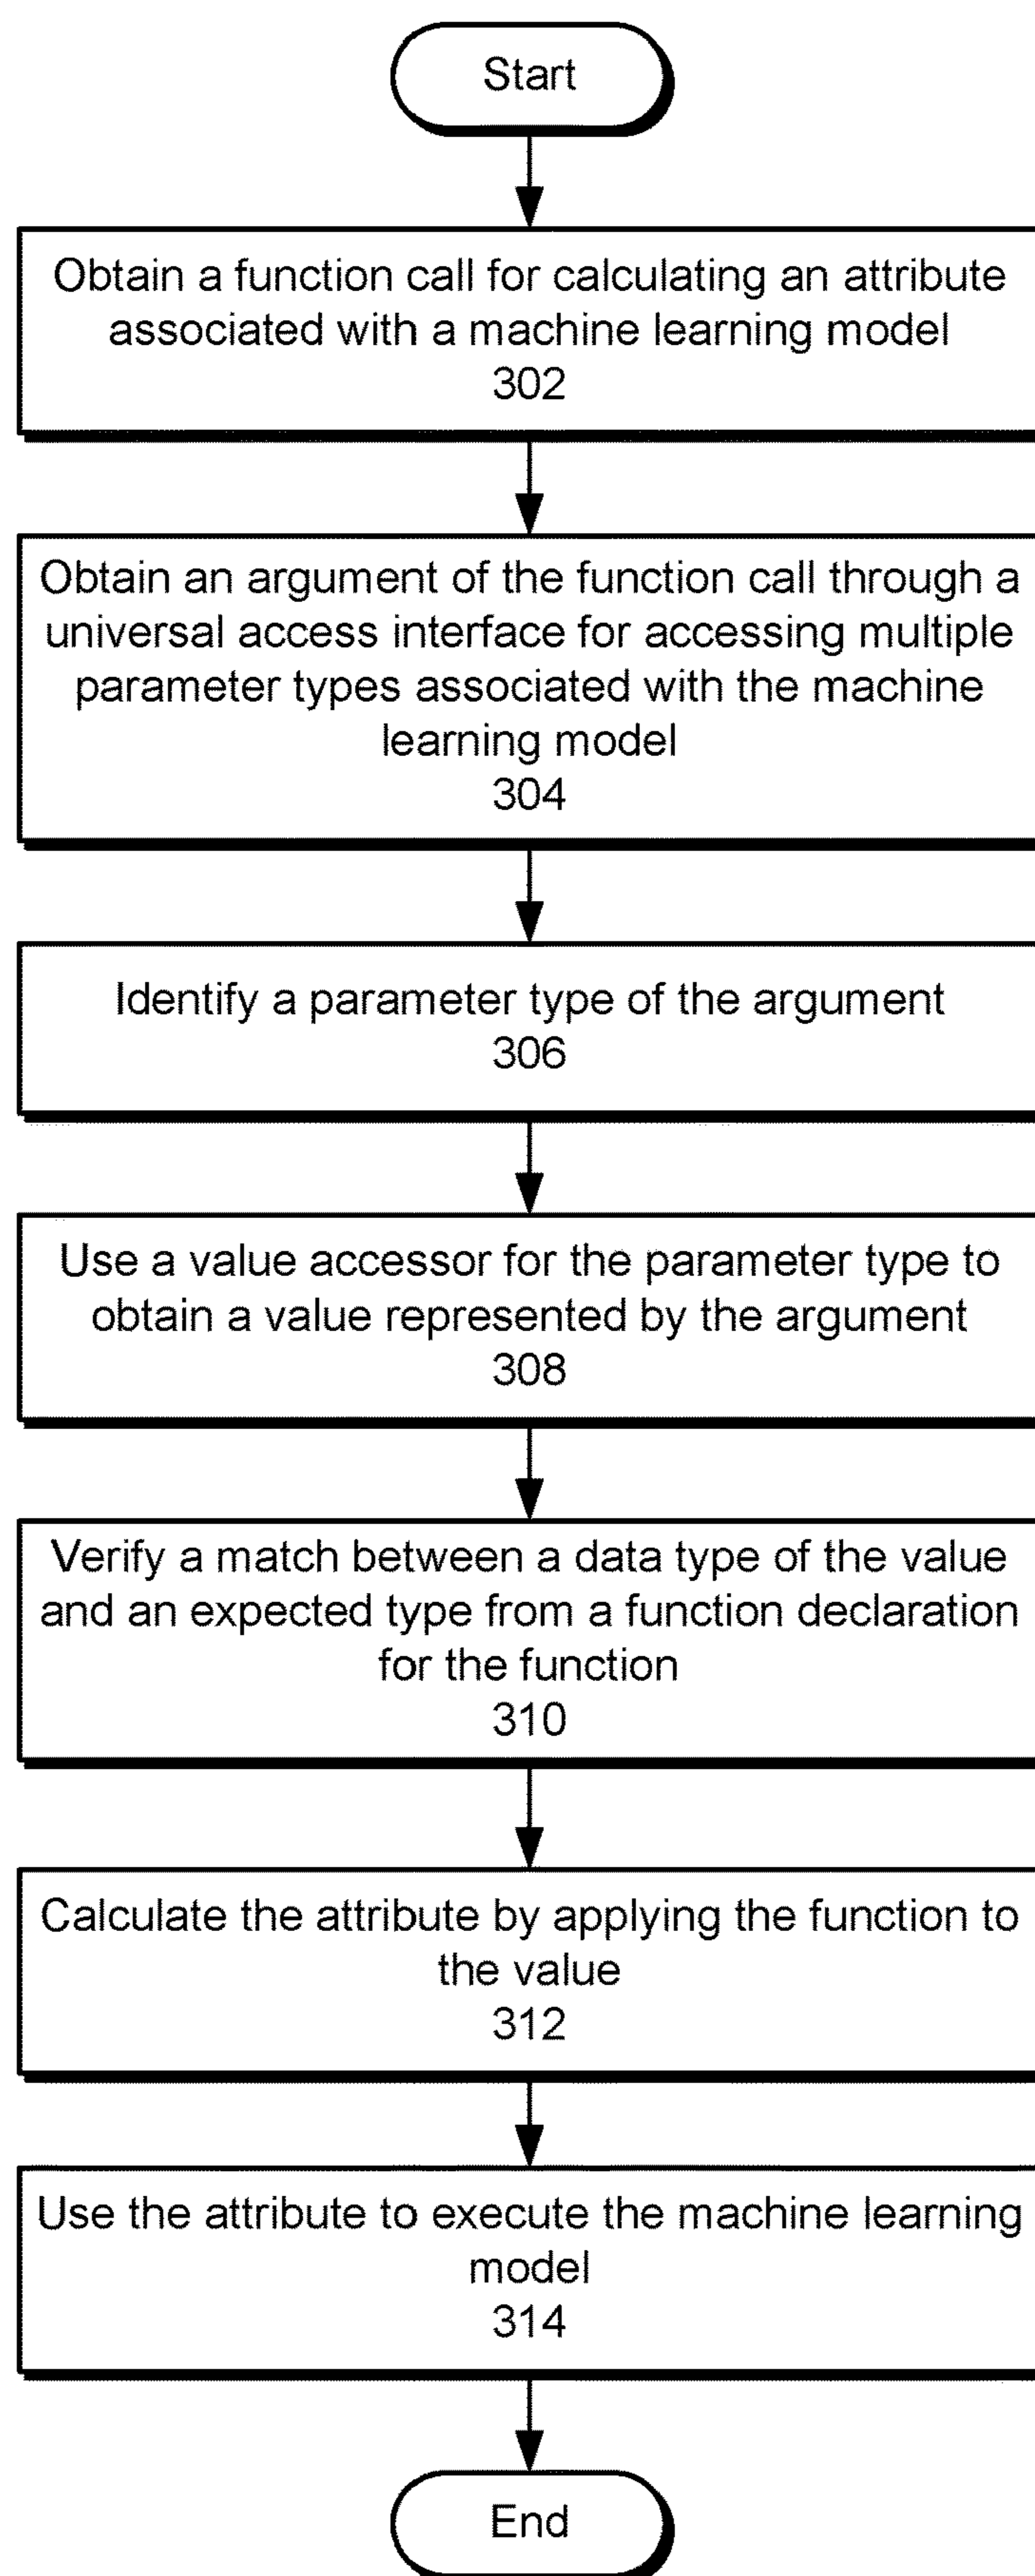 Start
Obtain a function call for calculating an attribute
associated with a machine learning model
302
Obtain an argument of the function call through a
universal access interface for accessing multiple
parameter types associated with the machine
learning model
304
Identify a parameter type of the argument
306
Use a value accessor for the parameter type to
obtain a value represented by the argument
308
Verify a match between a data type of the value
and an expected type from a function declaration
for the function
310
Calculate the attribute by applying the function to
the value
312
Use the attribute to execute the machine learning
model
314
End